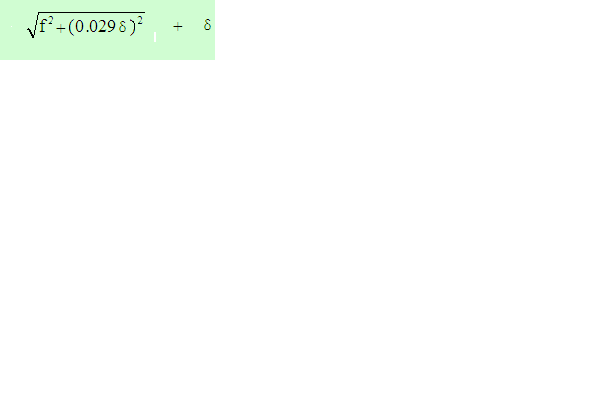 √f²+(0.029 δ)² + δ